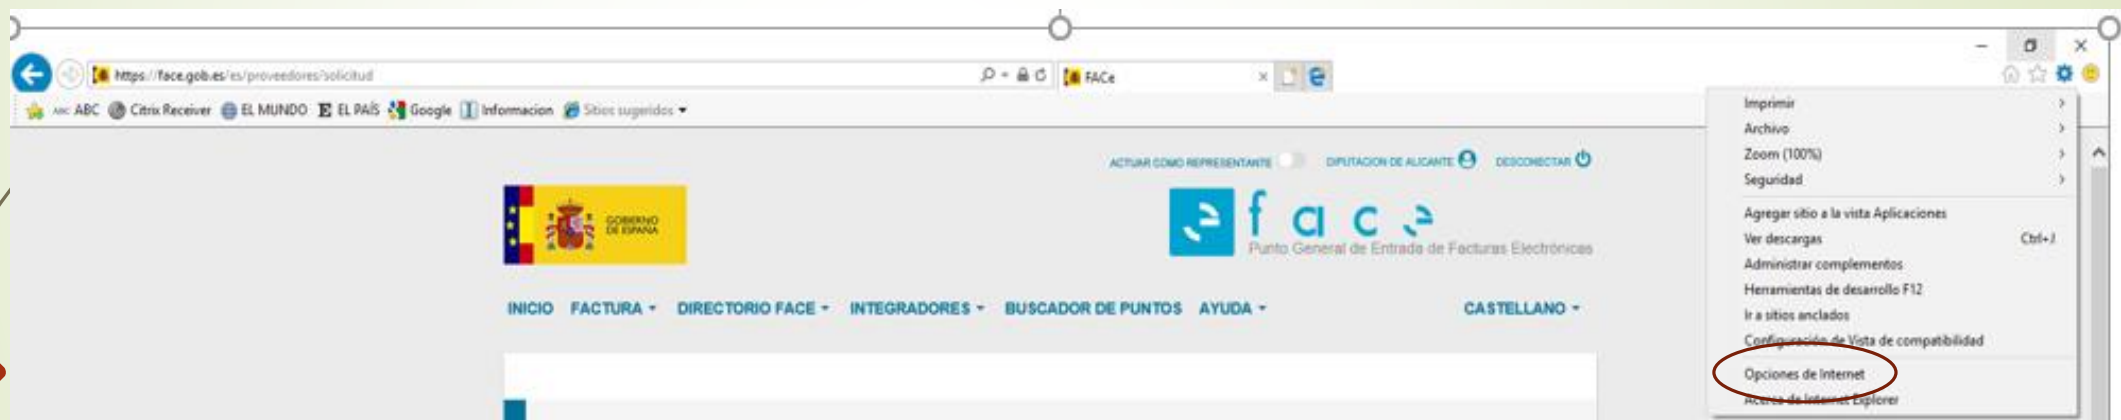 https://face.gob.es/es/proveedores/solicitud
FACe
ABC ABC Citrix Receiver EL MUNDO E EL PAÍS Google Informacion Sitios sugeridos
ACTUAR COMO REPRESENTANTE DIPUTACION DE ALICANTE DESCONECTAR
GOBIERNO
DE ESPAÑA
face
Punto General de Entrada de Facturas Electrónicas
INICIO FACTURA DIRECTORIO FACE INTEGRADORES BUSCADOR DE PUNTOS AYUDA CASTELLANO
Imprimir
Archivo
Zoom (100%)
Seguridad
Agregar sitio a la vista Aplicaciones
Ver descargas Ctrl+J
Administrar complementos
Herramientas de desarrollo F12
Ir a sitios anclados
Configuración de Vista de compatibilidad
Opciones de Internet
Acerca de Internet Explorer